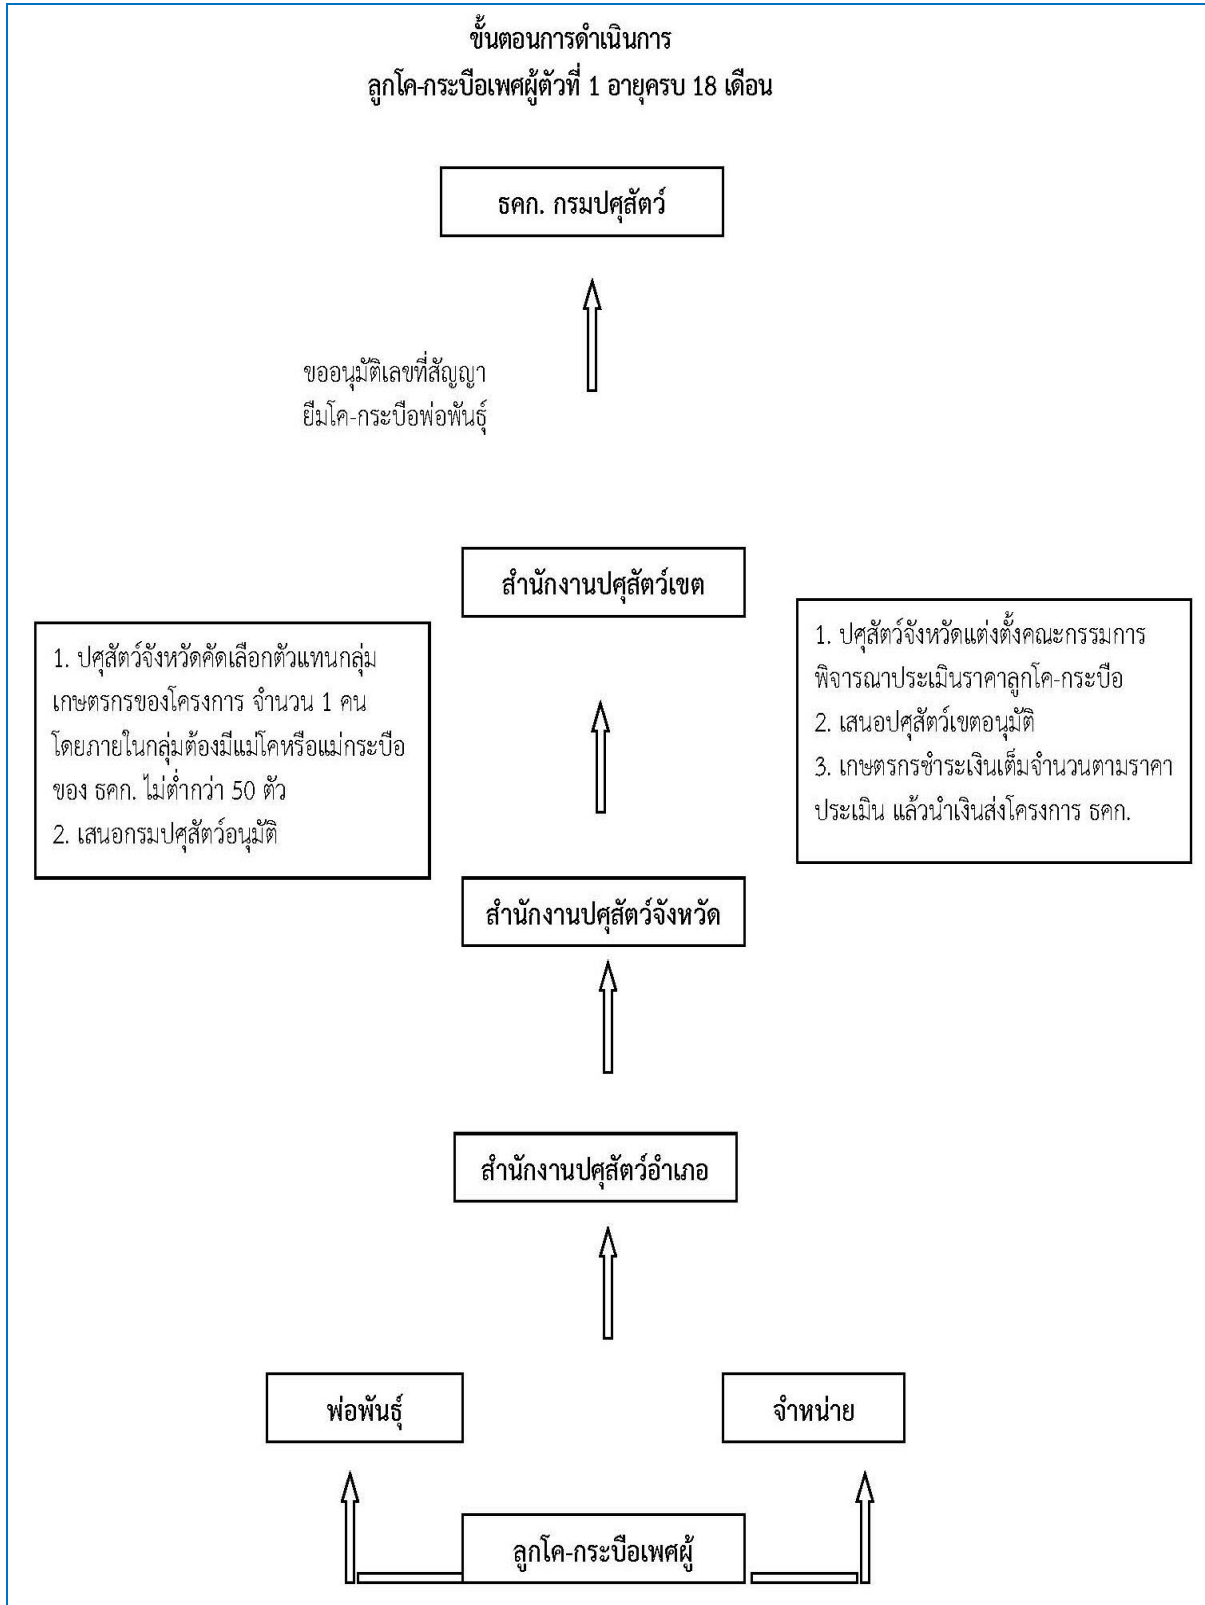 ขั้นตอนการดำเนินการ
ลูกโค-กระบือเพศผู้ตัวที่ 1 อายุครบ 18 เดือน
ธคก. กรมปศุสัตว์
ขออนุมัติเลขที่สัญญา
ยืมโค-กระบือพ่อพันธุ์
สำนักงานปศุสัตว์เขต
1. ปศุสัตว์จังหวัดคัดเลือกตัวแทนกลุ่ม
เกษตรกรของโครงการ จำนวน 1 คน
โดยภายในกลุ่มต้องมีแม่โคหรือแม่กระบือ
ของ ธคก. ไม่ต่ำกว่า 50 ตัว
2. เสนอกรมปศุสัตว์อนุมัติ
1. ปศุสัตว์จังหวัดแต่งตั้งคณะกรรมการ
พิจารณาประเมินราคาลูกโค-กระบือ
2. เสนอปศุสัตว์เขตอนุมัติ
3. เกษตรกรชำระเงินเต็มจำนวนตามราคา
ประเมิน แล้วนำเงินส่งโครงการ ธคก.
สำนักงานปศุสัตว์จังหวัด
สำนักงานปศุสัตว์อำเภอ
พ่อพันธุ์
จำหน่าย
ลูกโค-กระบือเพศผู้